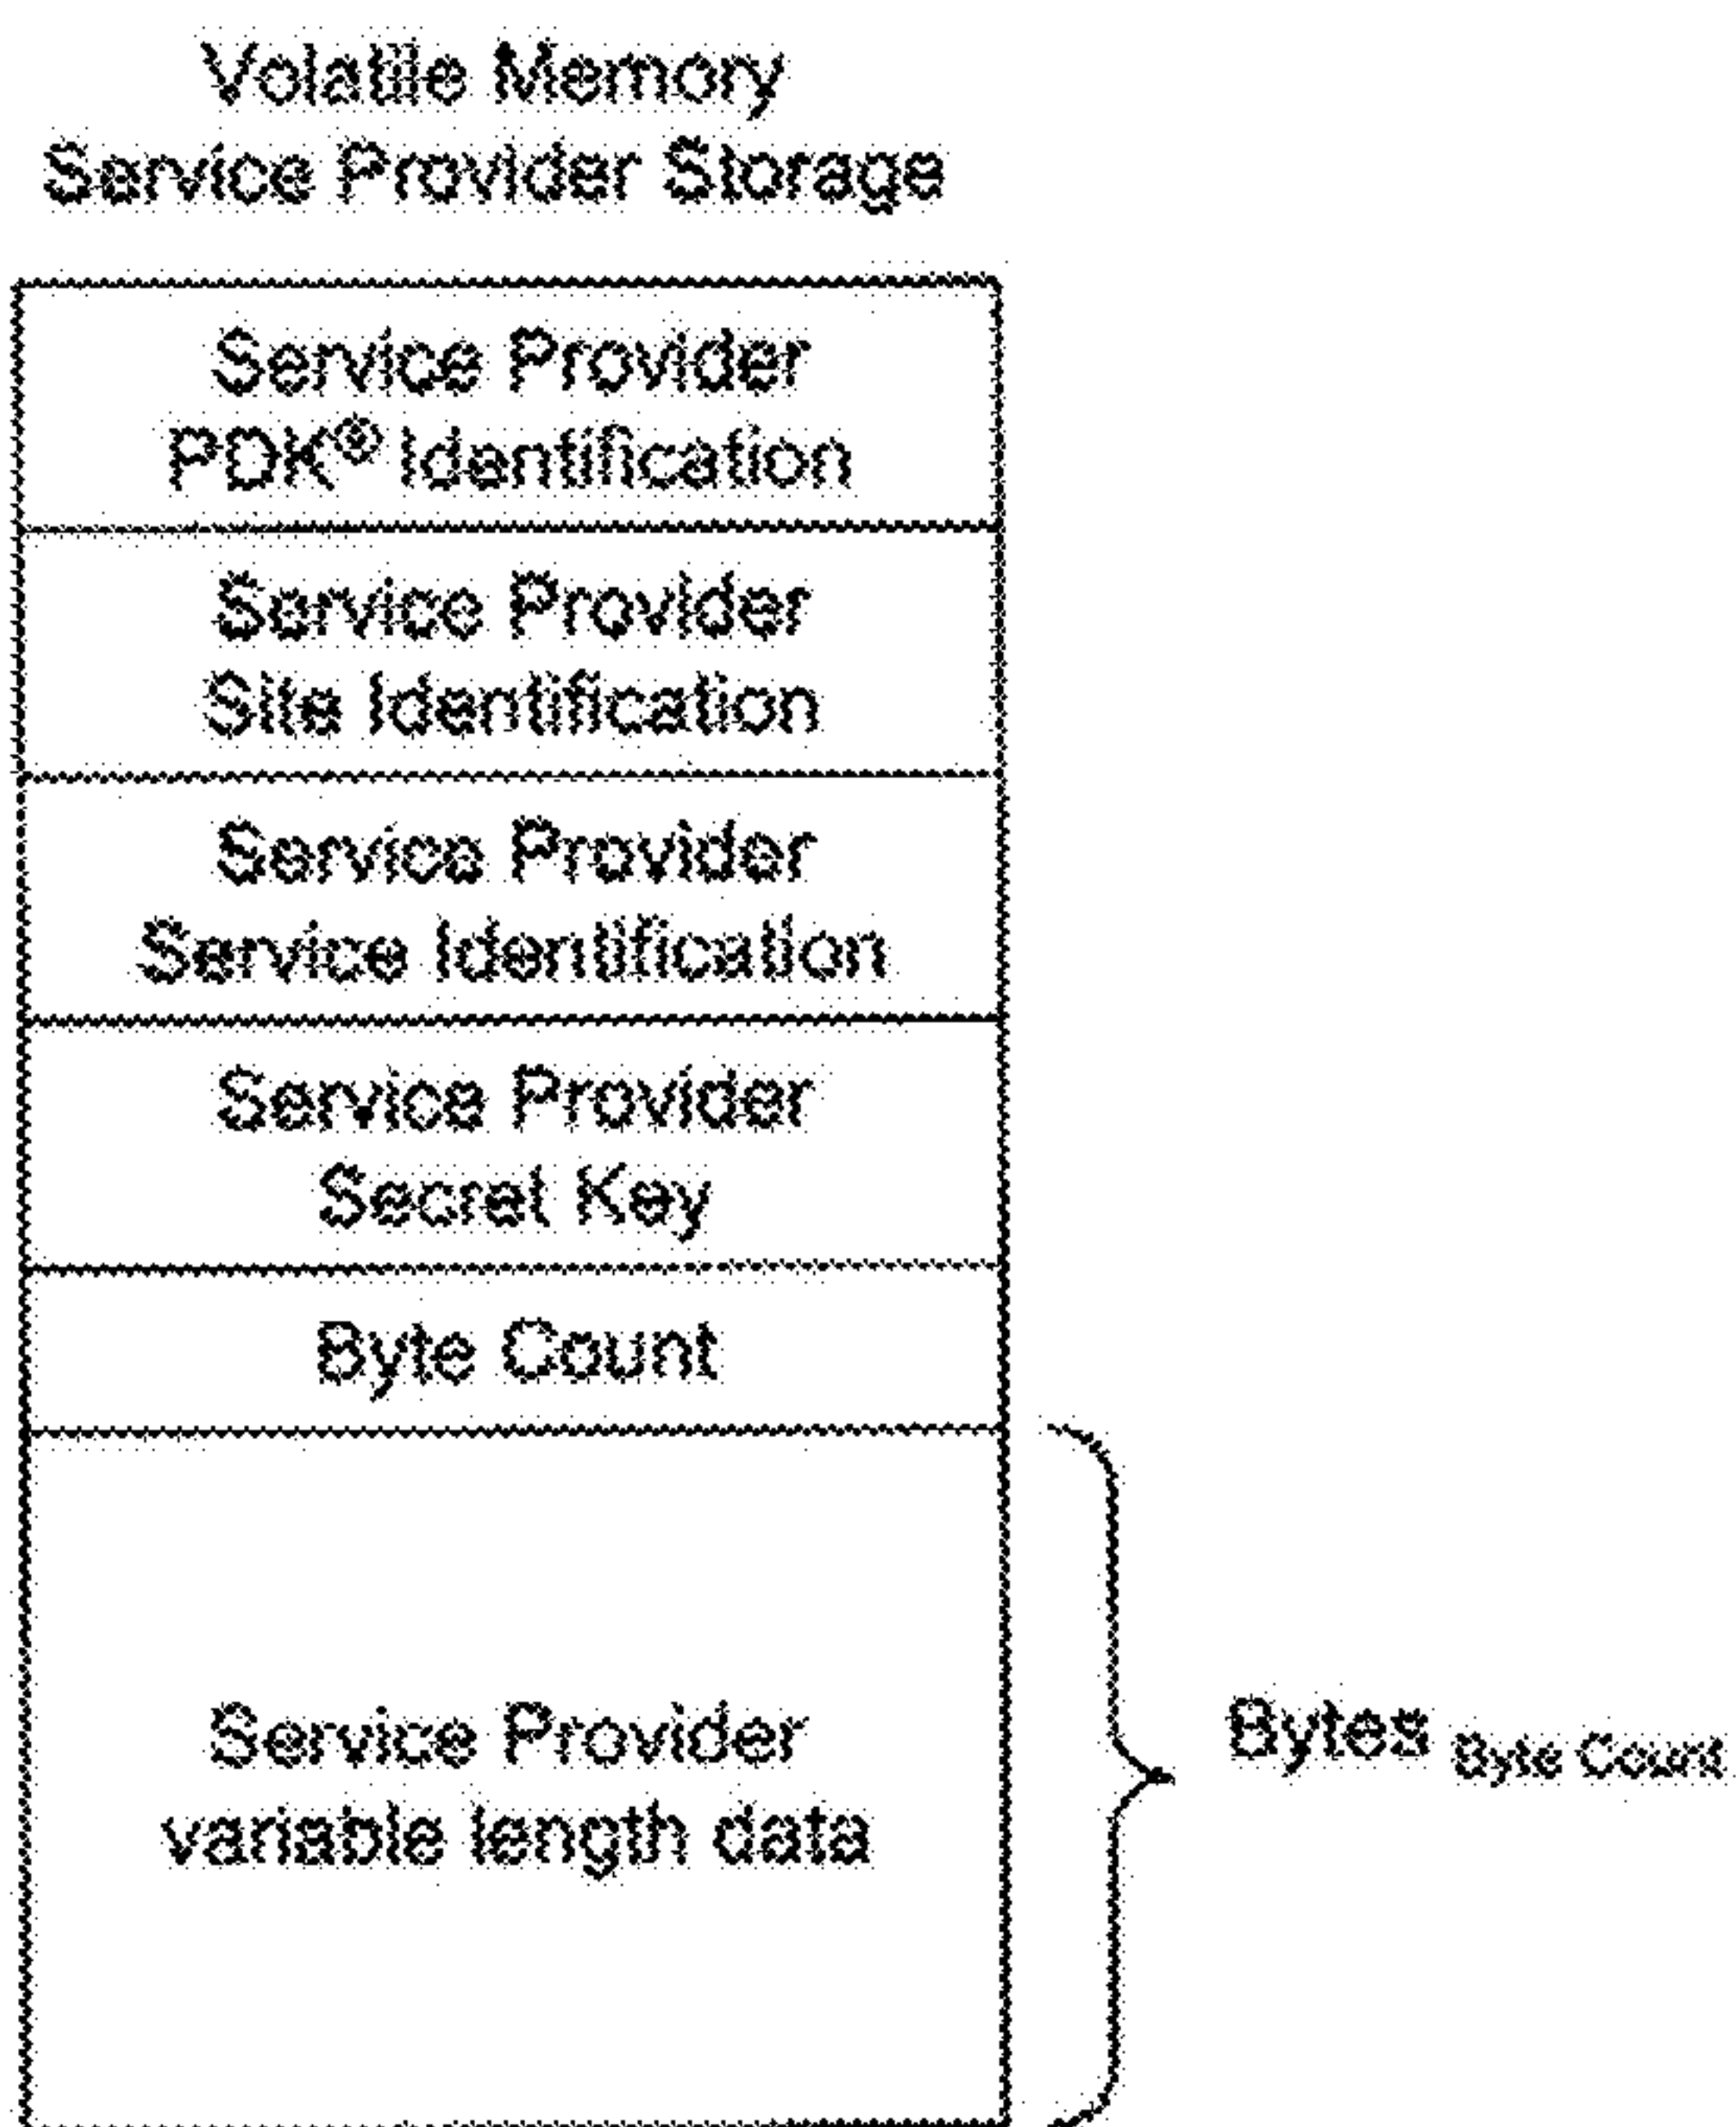 Volatile Memory
Service Provider Storage
Service Provider
PDK® Identification
Service Provider
Site Identification
Service Provider
Service Identification
Service Provider
Secret Key
Byte Count
Service Provider
variable length data
Bytes Byte Count